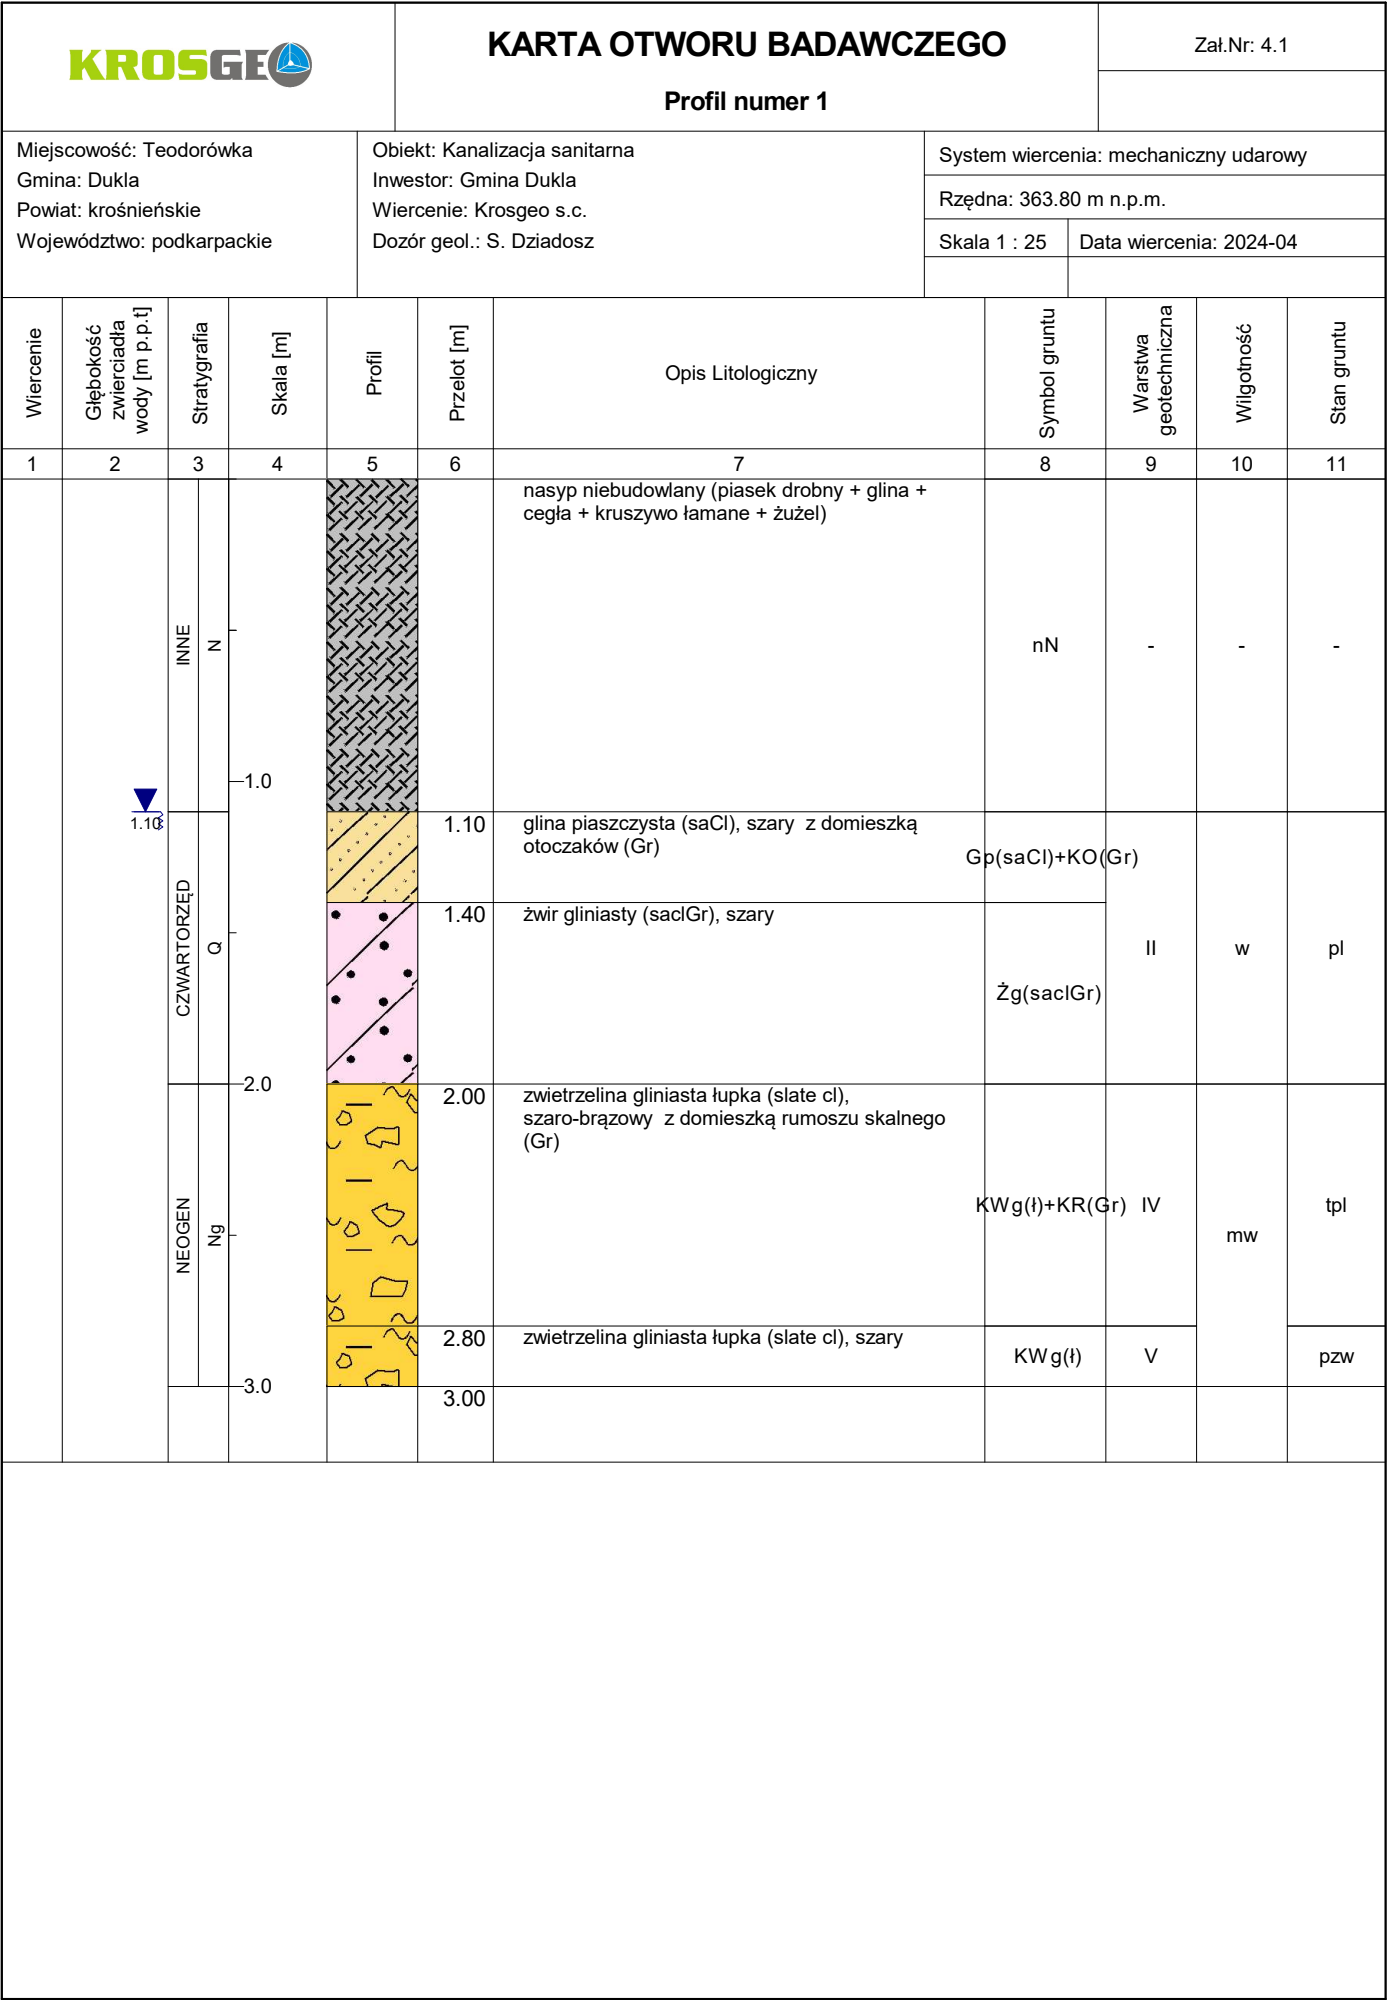 KROSGEO
KARTA OTWORU BADAWCZEGO
Profil numer 1
Zał.Nr: 4.1
Miejscowość: Teodorówka
Gmina: Dukla
Powiat: krośnieńskie
Województwo: podkarpackie
Obiekt: Kanalizacja sanitarna
Inwestor: Gmina Dukla
Wiercenie: Krosgeo s.c.
Dozór geol.: S. Dziadosz
System wiercenia: mechaniczny udarowy
Rzędna: 363.80 m n.p.m.
Skala 1 : 25
Data wiercenia: 2024-04
Wiercenie
Głębokość
zwierciadła
wody [m p.p.t]
Stratygrafia
Skala [m]
Profil
Przelot [m]
Opis Litologiczny
Symbol gruntu
Warstwa
geotechniczna
Wilgotność
Stan gruntu
1 2 3 4 5 6 7 8 9 10 11
nasyp niebudowlany (piasek drobny + glina +
cegła + kruszywo łamane + żużel)
INNE
N
nN - - -
1.0
1.10
1.10
glina piaszczysta (saCl), szary z domieszką
otoczaków (Gr)
Gp(saCl)+KO(Gr)
CZWARTORZĘD
Q
1.40
żwir gliniasty (saclGr), szary
Żg(saclGr)
II w pl
2.0
2.00
zwietrzelina gliniasta łupka (slate cl),
szaro-brązowy z domieszką rumoszu skalnego
(Gr)
NEOGEN
Ng
KWg(ł)+KR(Gr) IV
mw
tpl
2.80
zwietrzelina gliniasta łupka (slate cl), szary
KWg(ł) V pzw
3.0
3.00